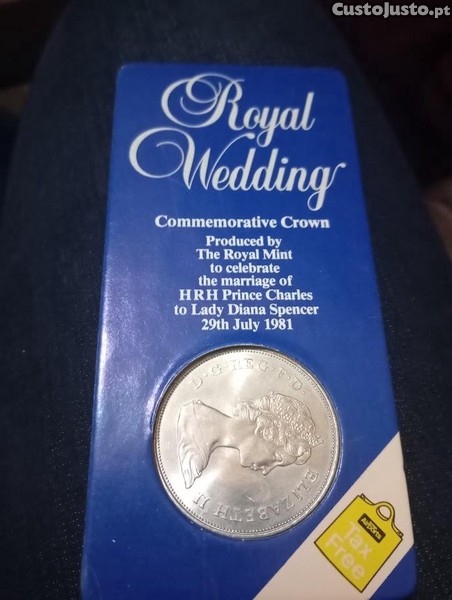 CustoJusto.pt
Royal
Wedding
Commemorative Crown
Produced by
The Royal Mint
to celebrate
the marriage of
HRH Prince Charles
to Lady Diana Spencer
29th July 1981
D·G·REG·F·D·
ELIZABETH II
Airports
Tax
Free